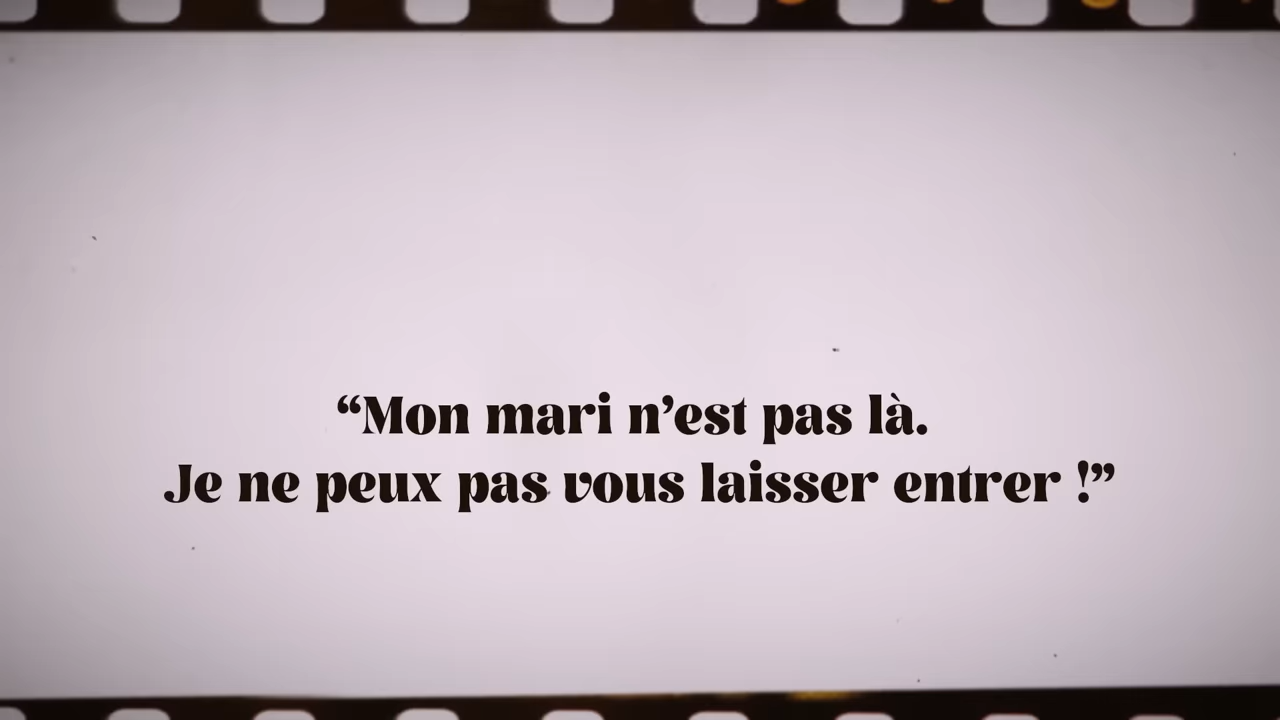 “Mon mari n’est pas là.
Je ne peux pas vous laisser entrer !”